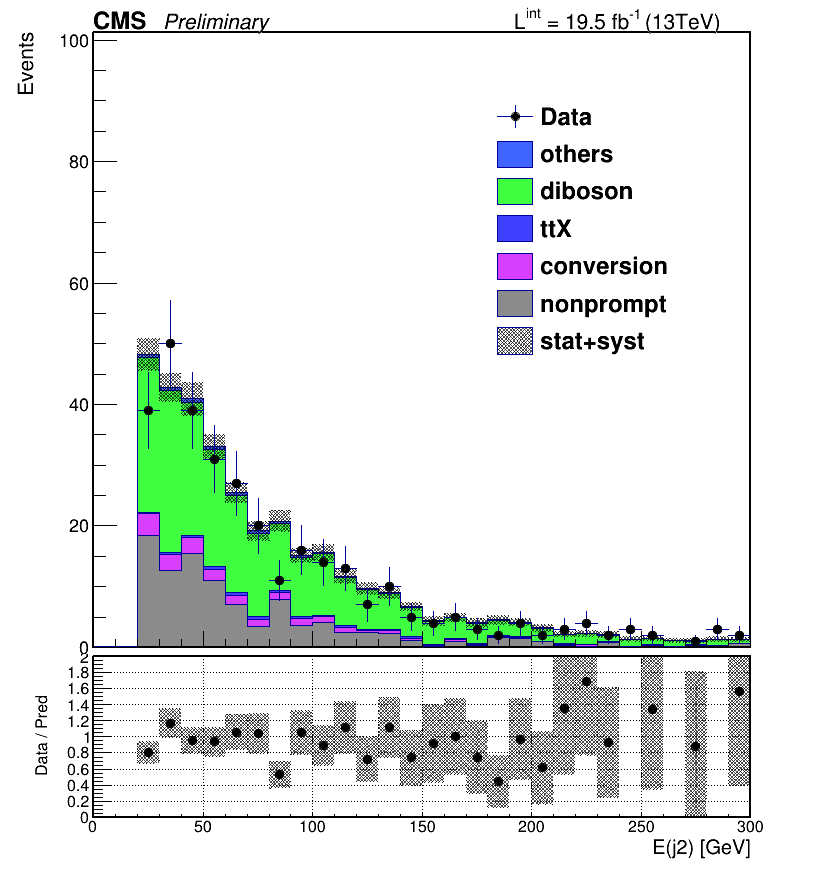 CMS Preliminary L^int = 19.5 fb^-1 (13TeV)
Events
100
80
60
40
20
0
Data
others
diboson
ttX
conversion
nonprompt
stat+syst
Data / Pred
2
1.8
1.6
1.4
1.2
1
0.8
0.6
0.4
0.2
0
0 50 100 150 200 250 300
E(j2) [GeV]